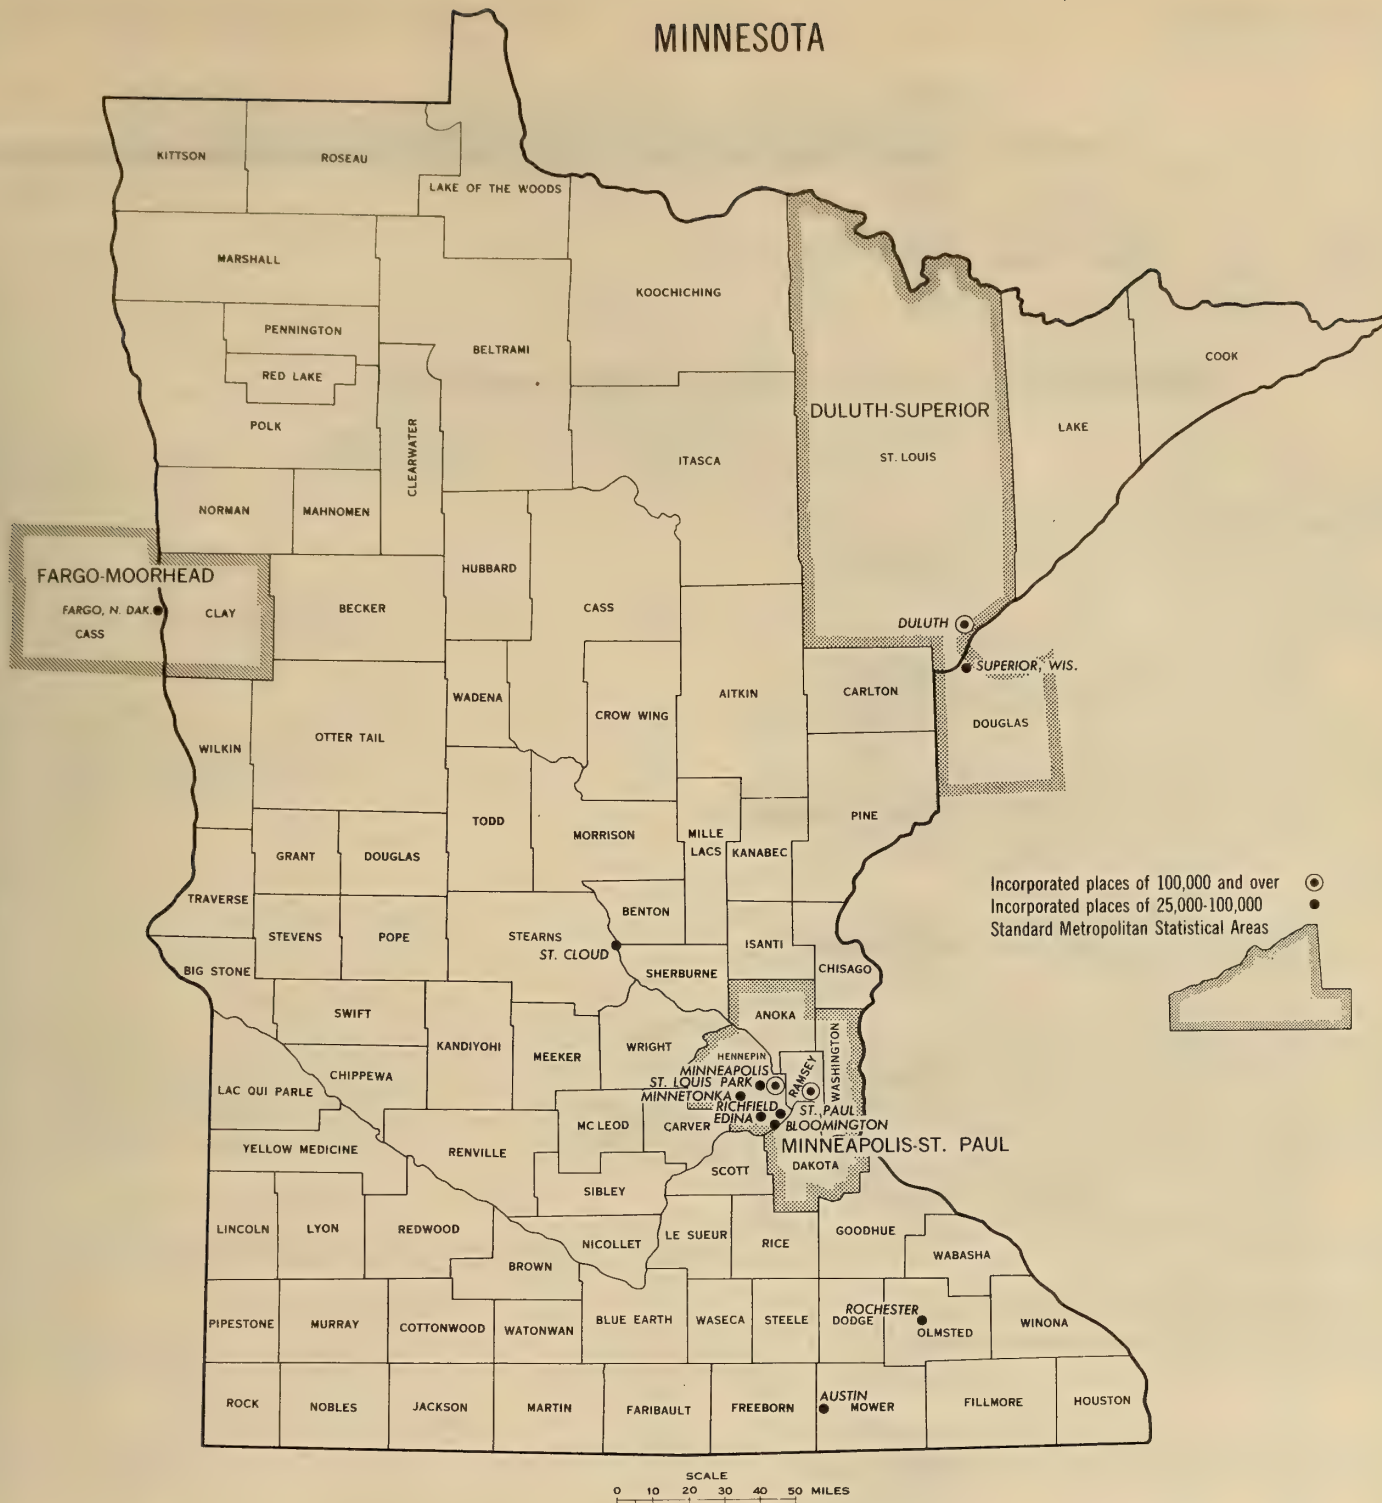 MINNESOTA
KITTSON
ROSEAU
LAKE OF THE WOODS
MARSHALL
KOOCHICHING
PENNINGTON
BELTRAMI
COOK
RED LAKE
DULUTH-SUPERIOR
POLK
LAKE
CLEARWATER
ITASCA
ST. LOUIS
NORMAN
MAHNOMEN
HUBBARD
FARGO-MOORHEAD
FARGO, N. DAK.
CLAY
BECKER
CASS
CASS
DULUTH
SUPERIOR, WIS.
WADENA
AITKIN
CARLTON
CROW WING
DOUGLAS
OTTER TAIL
WILKIN
TODD
MORRISON
MILLE
LACS
KANABEC
PINE
GRANT
DOUGLAS
Incorporated places of 100,000 and over
Incorporated places of 25,000-100,000
Standard Metropolitan Statistical Areas
TRAVERSE
BENTON
STEVENS
POPE
STEARNS
ISANTI
ST. CLOUD
BIG STONE
SHERBURNE
CHISAGO
SWIFT
ANOKA
KANDIYOHI
MEEKER
WRIGHT
HENNEPIN
WASHINGTON
RAMSEY
MINNEAPOLIS
ST. LOUIS PARK
CHIPPEWA
LAC QUI PARLE
MINNETONKA
RICHFIELD
ST. PAUL
EDINA
BLOOMINGTON
MC LEOD
CARVER
MINNEAPOLIS-ST. PAUL
YELLOW MEDICINE
RENVILLE
SCOTT
DAKOTA
SIBLEY
LINCOLN
LYON
REDWOOD
NICOLLET
LE SUEUR
RICE
GOODHUE
WABASHA
BROWN
ROCHESTER
PIPESTONE
MURRAY
COTTONWOOD
WATONWAN
BLUE EARTH
WASECA
STEELE
DODGE
OLMSTED
WINONA
AUSTIN
ROCK
NOBLES
JACKSON
MARTIN
FARIBAULT
FREEBORN
MOWER
FILLMORE
HOUSTON
SCALE
0 10 20 30 40 50 MILES